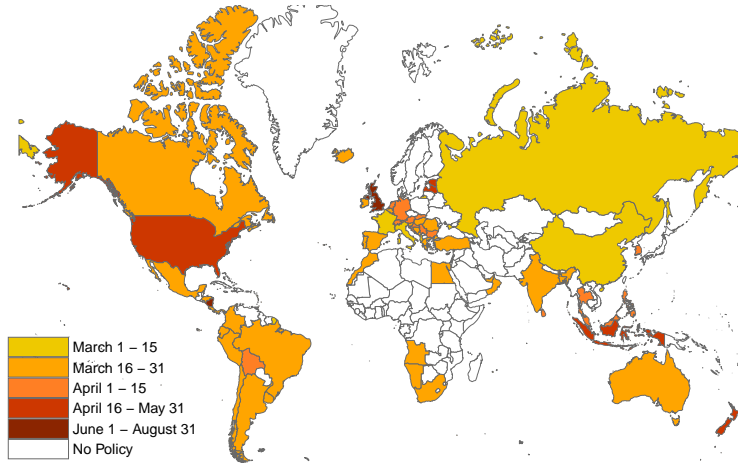 March 1 – 15
March 16 – 31
April 1 – 15
April 16 – May 31
June 1 – August 31
No Policy